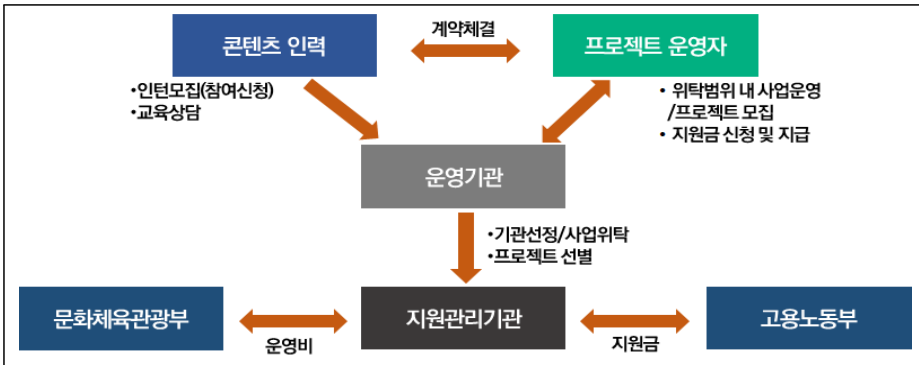 콘텐츠 인력
계약체결
프로젝트 운영자
•인턴모집(참여신청)
•교육상담
• 위탁범위 내 사업운영
/프로젝트 모집
• 지원금 신청 및 지급
운영기관
•기관선정/사업위탁
•프로젝트 선별
문화체육관광부
운영비
지원관리기관
지원금
고용노동부